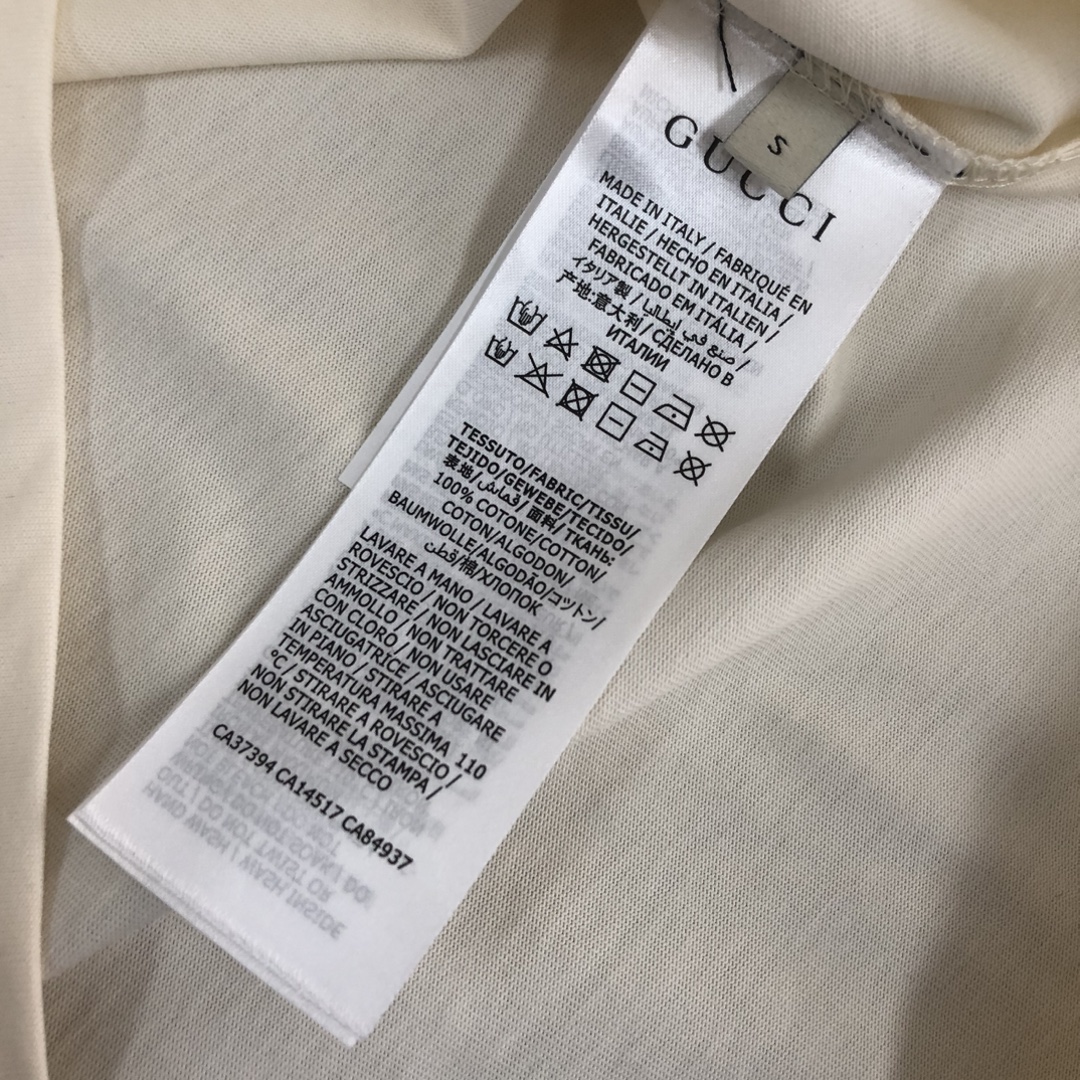 S
GUCCI
MADE IN ITALY / FABRIQUÉ EN
ITALIE / HECHO EN ITALIA /
HERGESTELLT IN ITALIEN /
FABRICADO EM ITÁLIA /
イタリア製 / صنع في إيطاليا /
产地:意大利 / СДЕЛАНО В
ИТАЛИИ
TESSUTO/FABRIC/TISSU/
TEJIDO/GEWEBE/TECIDO/
表地/قماش/面料/ТКАНЬ:
100% COTONE/COTTON/
COTON/ALGODON/
BAUMWOLLE/ALGODÃO/コットン/
قطن/棉/ХЛОПОК
LAVARE A MANO / LAVARE A
ROVESCIO / NON TORCERE O
STRIZZARE / NON LASCIARE IN
AMMOLLO / NON TRATTARE
CON CLORO / NON USARE
ASCIUGATRICE / ASCIUGARE
IN PIANO / STIRARE A
TEMPERATURA MASSIMA 110
°C / STIRARE A ROVESCIO /
NON STIRARE LA STAMPA /
NON LAVARE A SECCO
CA37394 CA14517 CA84937